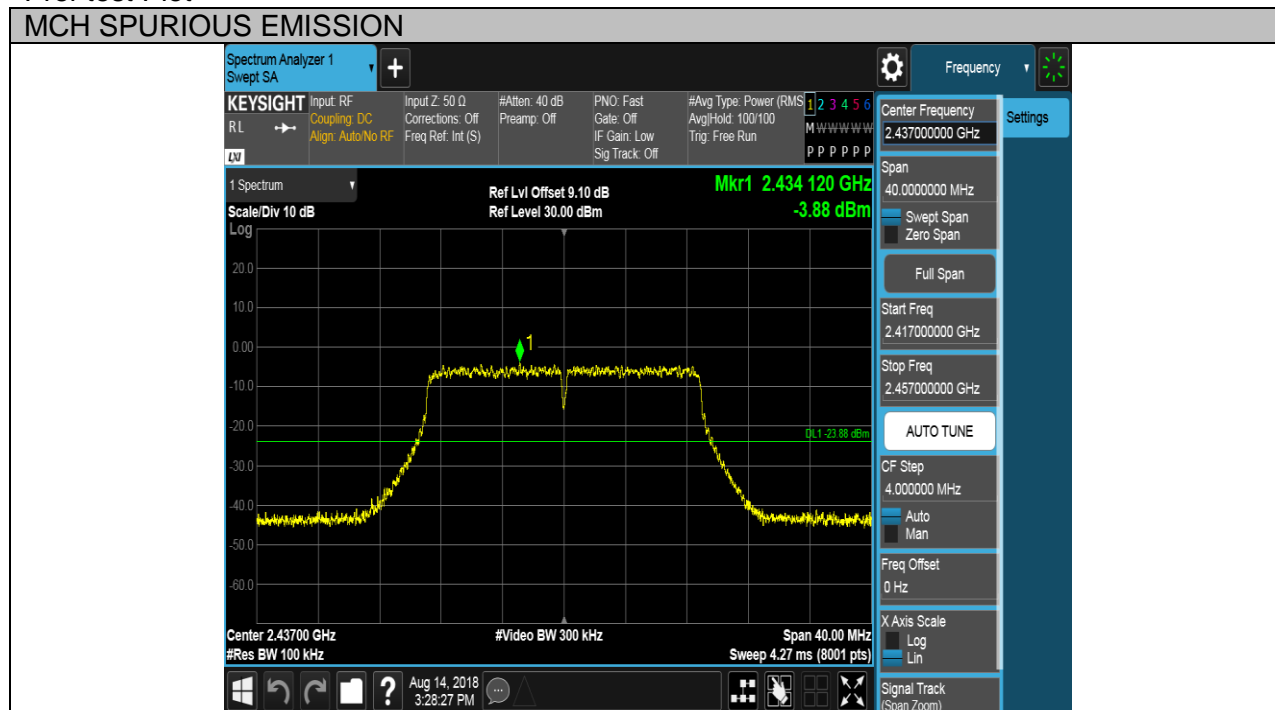 MCH SPURIOUS EMISSION
Spectrum Analyzer 1
Swept SA
+
Frequency
KEYSIGHT
Input: RF
Coupling: DC
Align: Auto/No RF
Input Z: 50 Ω
Corrections: Off
Freq Ref: Int (S)
#Atten: 40 dB
Preamp: Off
PNO: Fast
Gate: Off
IF Gain: Low
Sig Track: Off
#Avg Type: Power (RMS
Avg|Hold: 100/100
Trig: Free Run
1 2 3 4 5 6
M W W W W W
P P P P P P
RL
LXI
Center Frequency
2.437000000 GHz
Settings
Span
40.0000000 MHz
Swept Span
Zero Span
Full Span
Start Freq
2.417000000 GHz
Stop Freq
2.457000000 GHz
AUTO TUNE
CF Step
4.000000 MHz
Auto
Man
Freq Offset
0 Hz
X Axis Scale
Log
Lin
Signal Track
(Span Zoom)
1 Spectrum
Scale/Div 10 dB
Log
Ref Lvl Offset 9.10 dB
Ref Level 30.00 dBm
Mkr1 2.434 120 GHz
-3.88 dBm
20.0
10.0
0.00
-10.0
-20.0
-30.0
-40.0
-50.0
-60.0
1
DL1 -23.88 dBm
Center 2.43700 GHz
#Res BW 100 kHz
#Video BW 300 kHz
Span 40.00 MHz
Sweep 4.27 ms (8001 pts)
?
Aug 14, 2018
3:28:27 PM